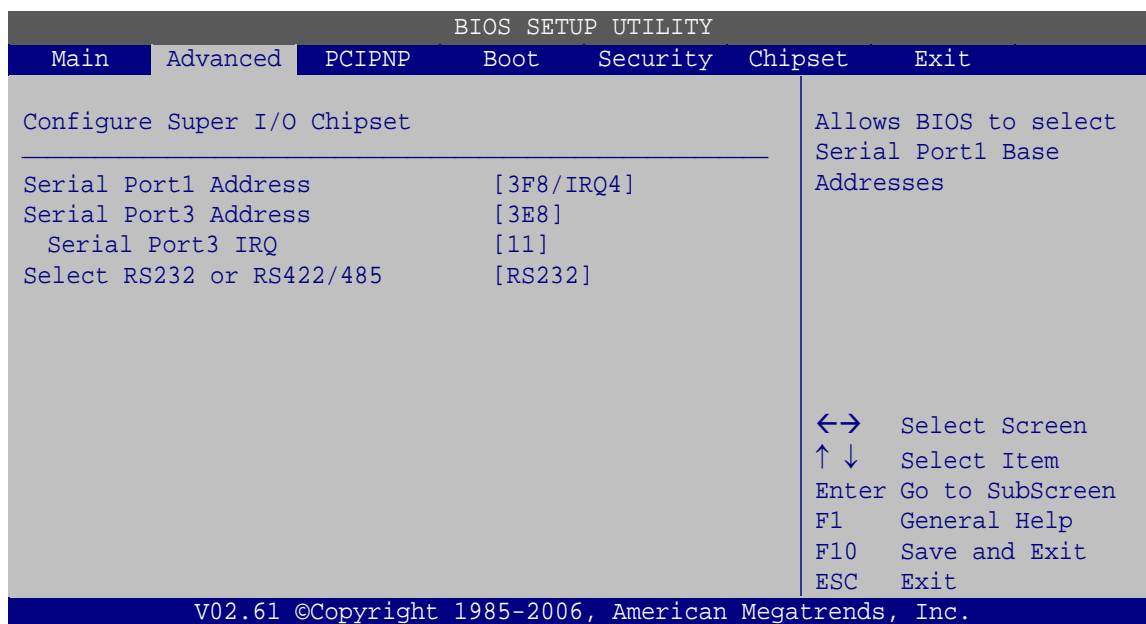 BIOS SETUP UTILITY
Main Advanced PCIPNP Boot Security Chipset Exit
Configure Super I/O Chipset
Serial Port1 Address [3F8/IRQ4]
Serial Port3 Address [3E8]
Serial Port3 IRQ [11]
Select RS232 or RS422/485 [RS232]
Allows BIOS to select
Serial Port1 Base
Addresses
←→ Select Screen
↑↓ Select Item
Enter Go to SubScreen
F1 General Help
F10 Save and Exit
ESC Exit
V02.61 ©Copyright 1985-2006, American Megatrends, Inc.